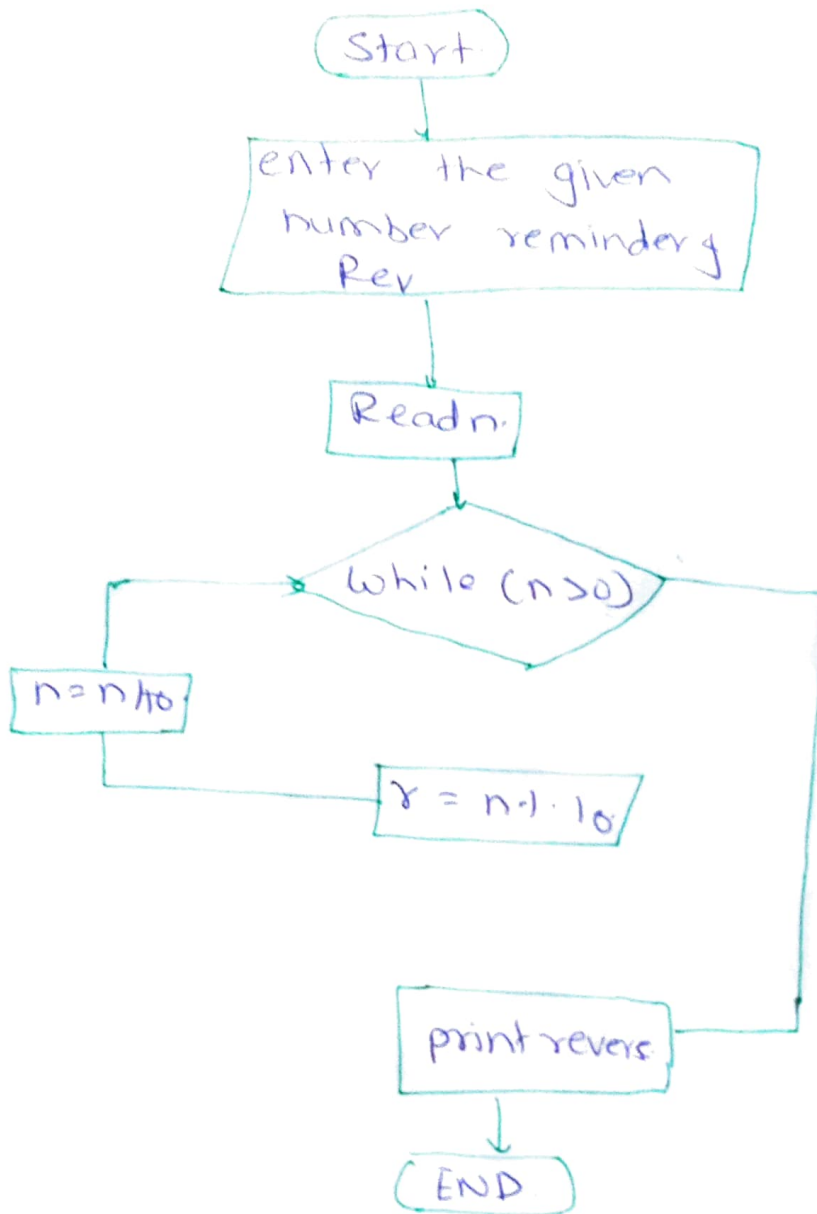 Start
enter the given
number reminder &
Rev
Read n.
while (n>0)
n = n/10
r = n % 10
print revers
END